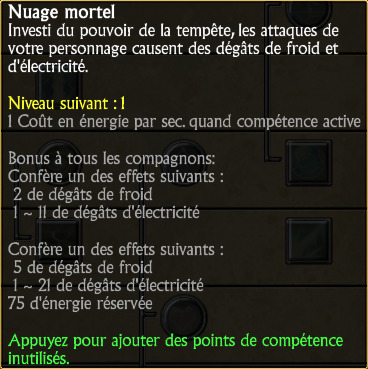 Nuage mortel
Investi du pouvoir de la tempête, les attaques de
votre personnage causent des dégâts de froid et
d'électricité.
Niveau suivant : 1
1 Coût en énergie par sec. quand compétence active
Bonus à tous les compagnons:
Confère un des effets suivants :
2 de dégâts de froid
1 ~ 11 de dégâts d'électricité
Confère un des effets suivants :
5 de dégâts de froid
1 ~ 21 de dégâts d'électricité
75 d'énergie réservée
Appuyez pour ajouter des points de compétence
inutilisés.